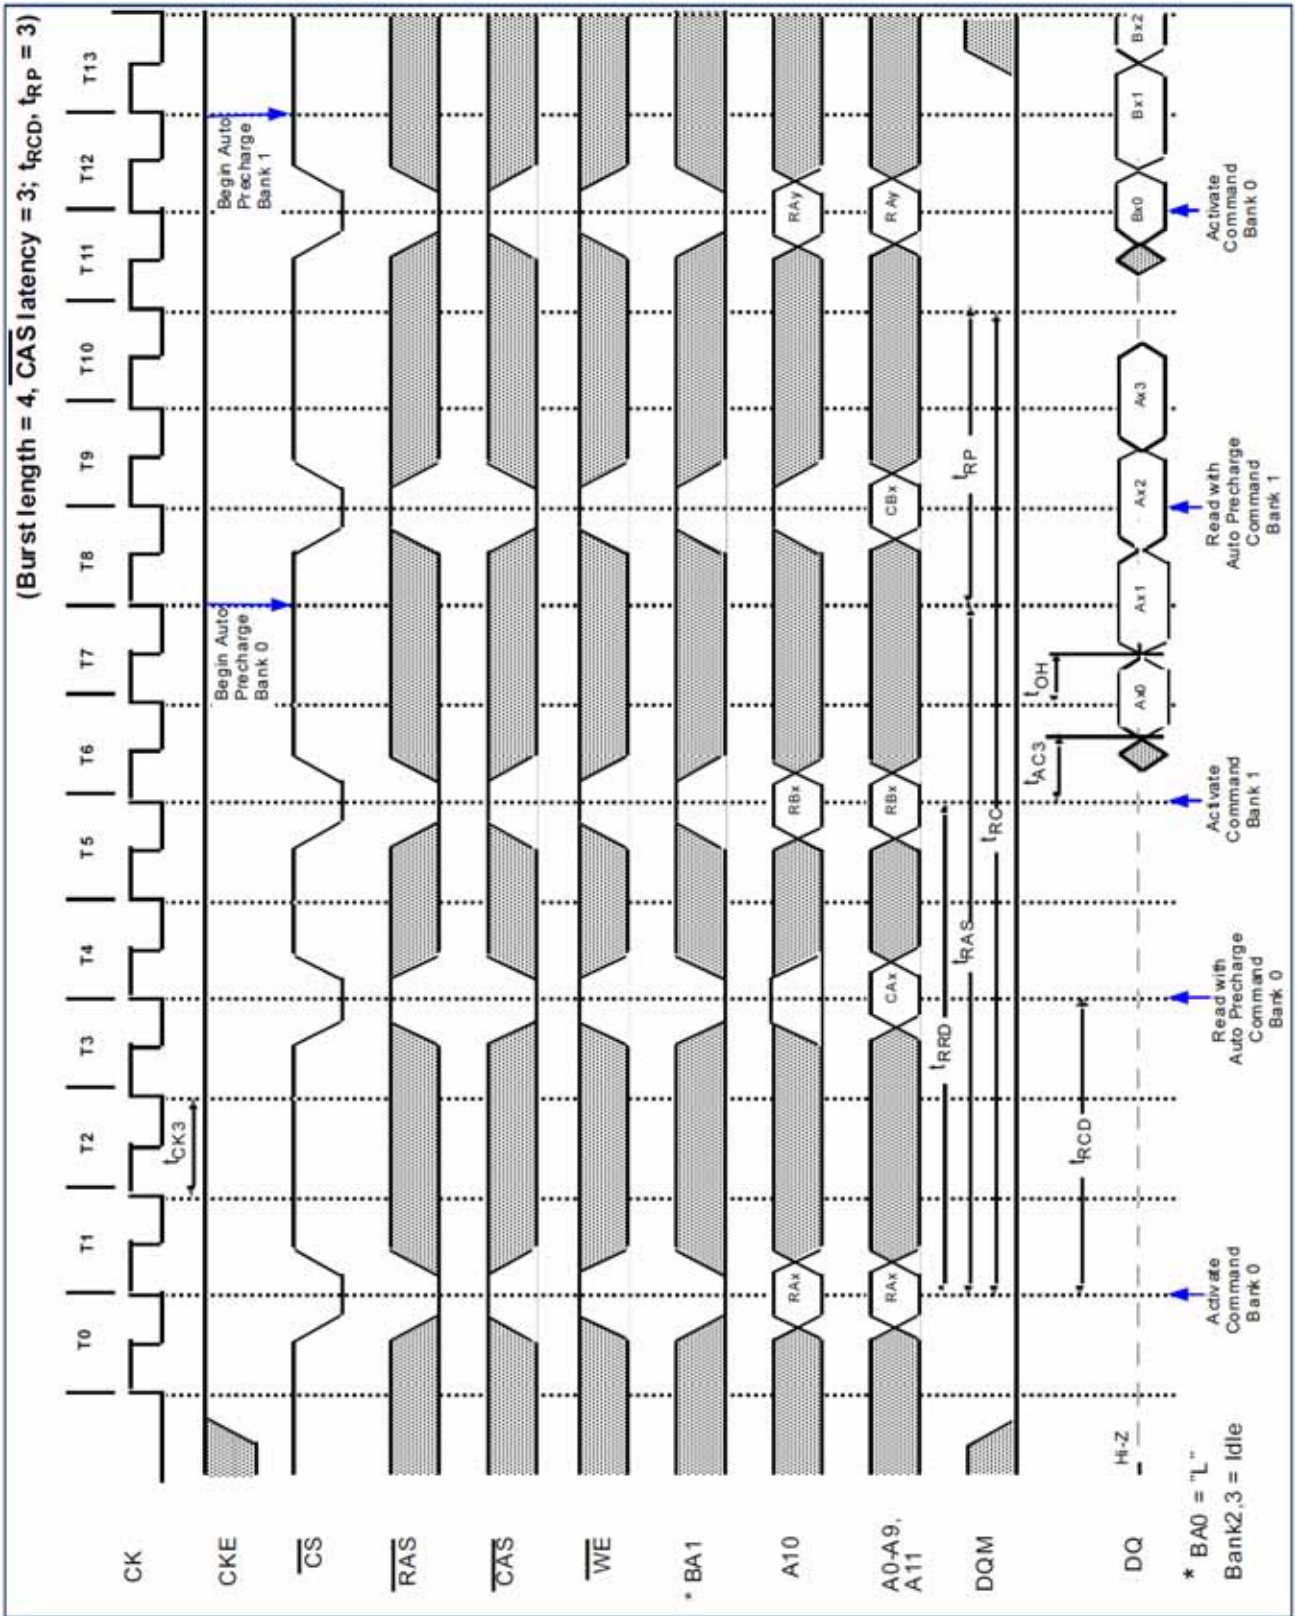 (Burst length = 4, CAS latency = 3; tRCD, tRP = 3)
T0 T1 T2 T3 T4 T5 T6 T7 T8 T9 T10 T11 T12 T13
CK
tCK3
CKE
Begin Auto
Precharge
Bank 0
Begin Auto
Precharge
Bank 1
CS
RAS
CAS
WE
* BA1
A10
RAx
RBx
RAy
A0-A9,
A11
RAx
CAx
RBx
CBx
RAy
tRRD
tRAS
tRP
tRC
DQM
tRCD
tAC3
tOH
DQ
Hi-Z
Ax0
Ax1
Ax2
Ax3
Bx0
Bx1
Bx2
Activate
Command
Bank 0
Read with
Auto Precharge
Command
Bank 0
Activate
Command
Bank 1
Read with
Auto Precharge
Command
Bank 1
Activate
Command
Bank 0
* BA0 = "L"
Bank2,3 = Idle